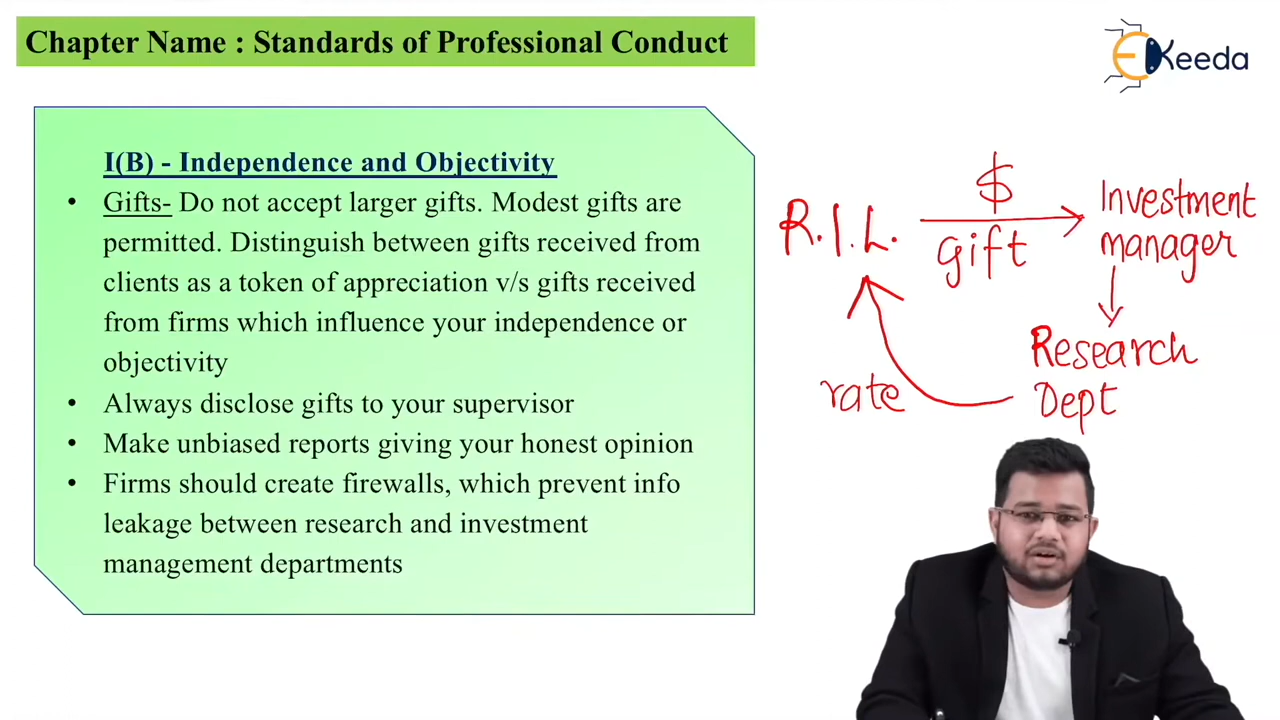 Chapter Name : Standards of Professional Conduct
EKeeda
I(B) - Independence and Objectivity
• Gifts- Do not accept larger gifts. Modest gifts are
permitted. Distinguish between gifts received from
clients as a token of appreciation v/s gifts received
from firms which influence your independence or
objectivity
• Always disclose gifts to your supervisor
• Make unbiased reports giving your honest opinion
• Firms should create firewalls, which prevent info
leakage between research and investment
management departments
$
R.I.L.
gift
Investment
manager
Research
Dept
rate